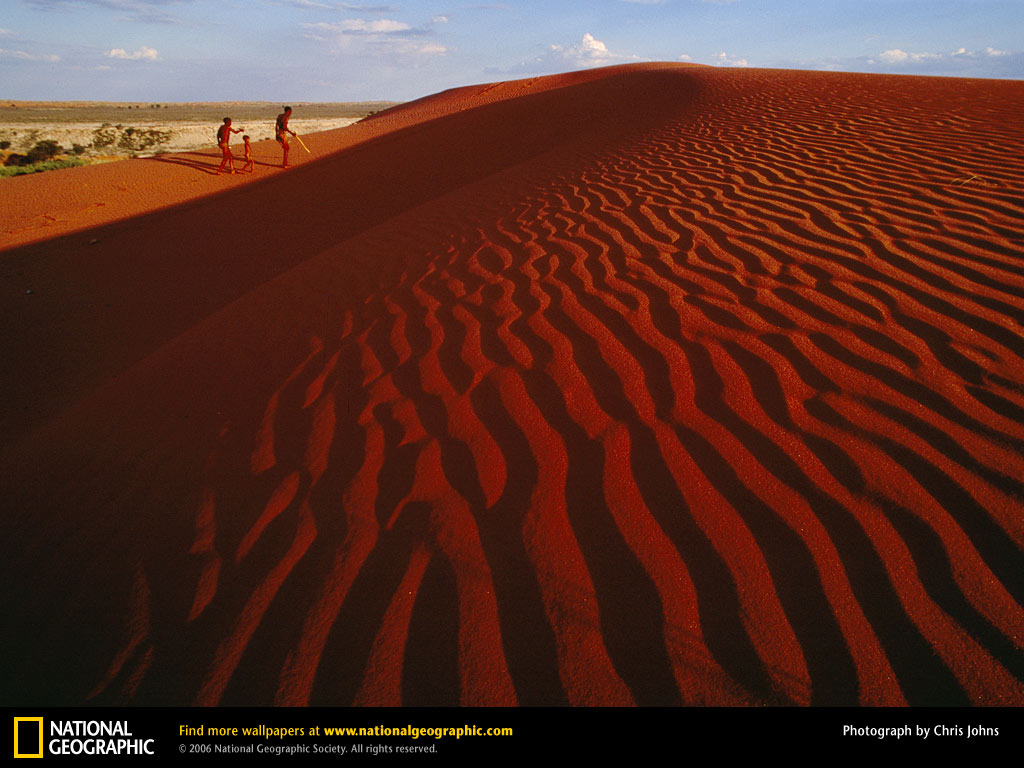 NATIONAL
GEOGRAPHIC
Find more wallpapers at www.nationalgeographic.com
© 2006 National Geographic Society. All rights reserved.
Photograph by Chris Johns